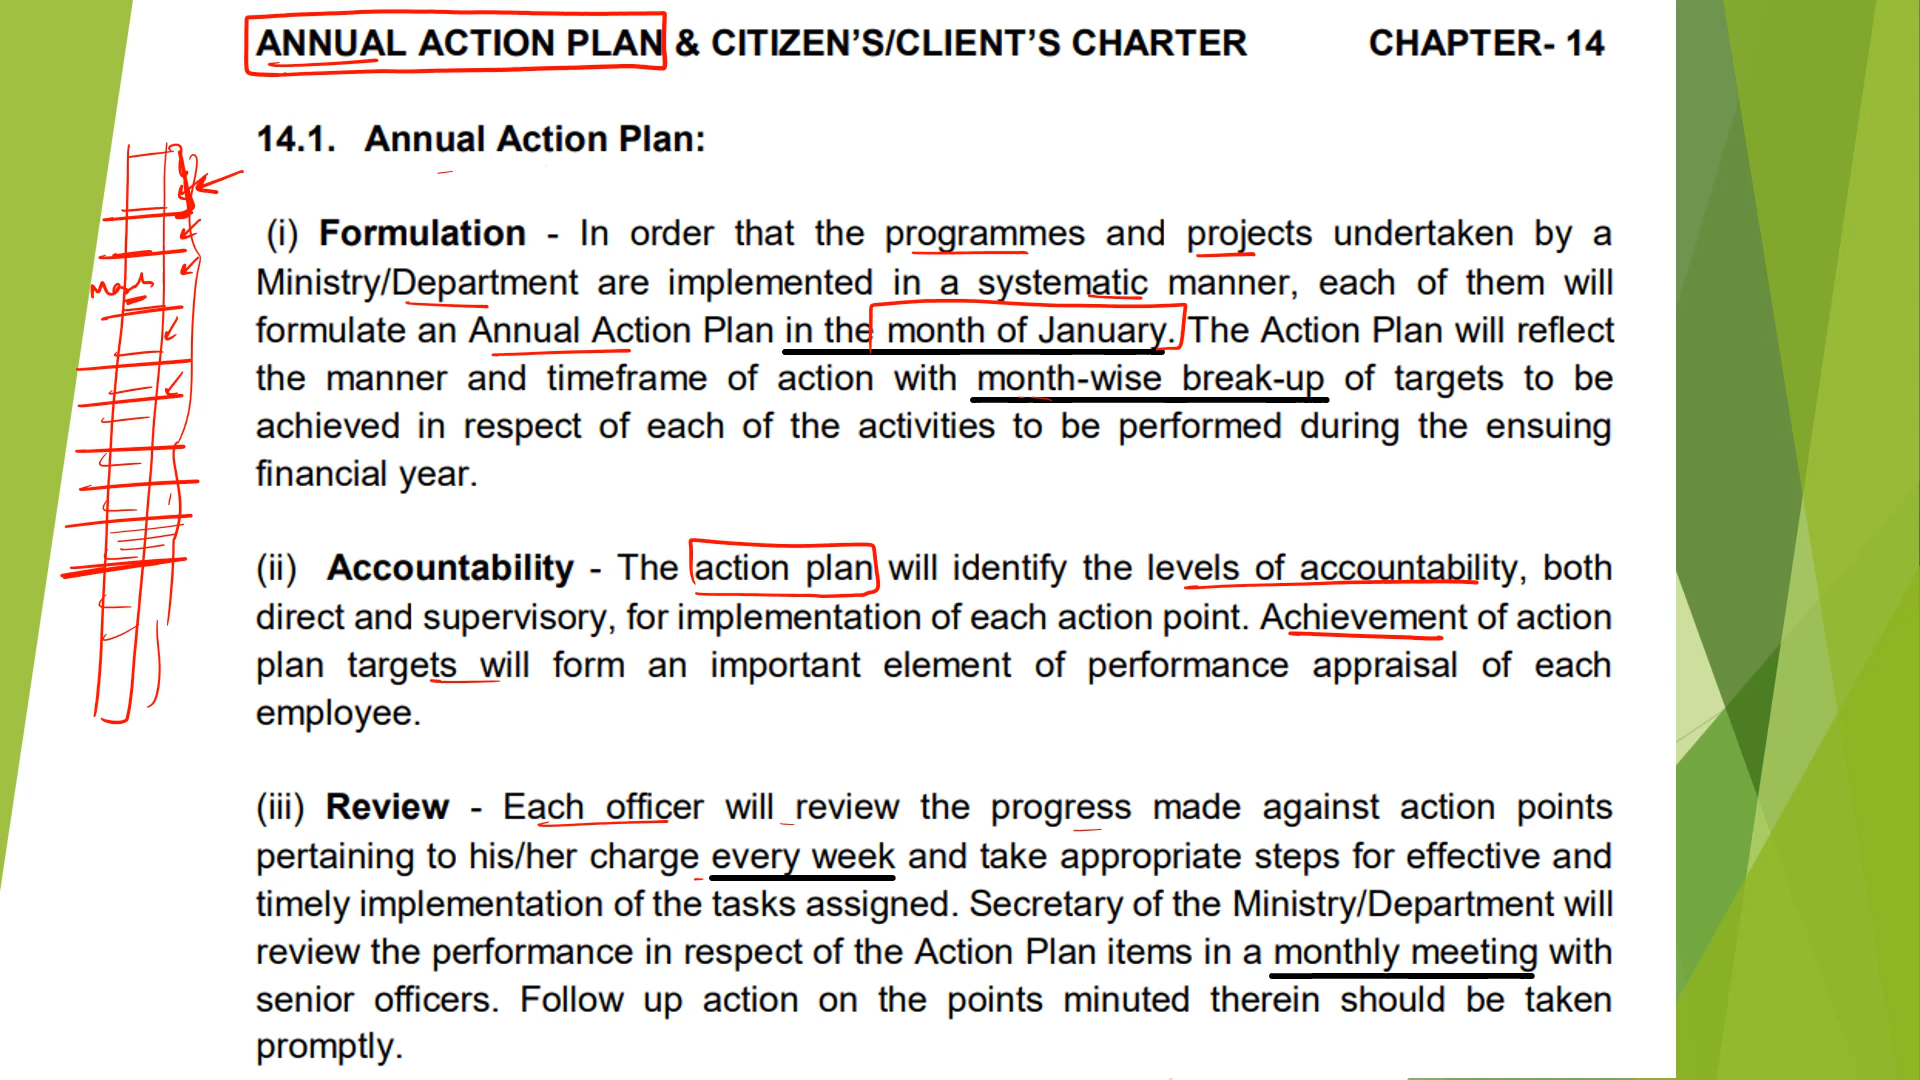 ANNUAL ACTION PLAN & CITIZEN'S/CLIENT'S CHARTER CHAPTER- 14
14.1. Annual Action Plan:
(i) Formulation - In order that the programmes and projects undertaken by a
Ministry/Department are implemented in a systematic manner, each of them will
formulate an Annual Action Plan in the month of January. The Action Plan will reflect
the manner and timeframe of action with month-wise break-up of targets to be
achieved in respect of each of the activities to be performed during the ensuing
financial year.
(ii) Accountability - The action plan will identify the levels of accountability, both
direct and supervisory, for implementation of each action point. Achievement of action
plan targets will form an important element of performance appraisal of each
employee.
(iii) Review - Each officer will review the progress made against action points
pertaining to his/her charge every week and take appropriate steps for effective and
timely implementation of the tasks assigned. Secretary of the Ministry/Department will
review the performance in respect of the Action Plan items in a monthly meeting with
senior officers. Follow up action on the points minuted therein should be taken
promptly.